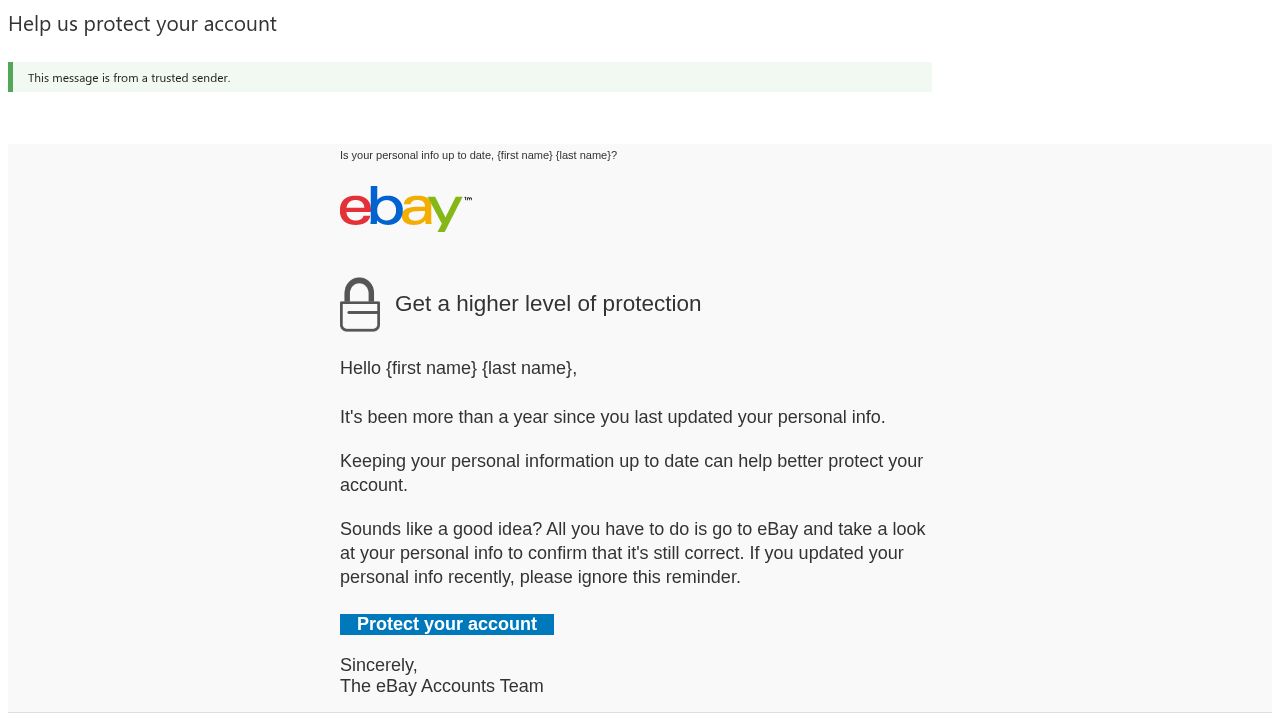 Help us protect your account
This message is from a trusted sender.
Is your personal info up to date, {first name} {last name}?
ebay™
Get a higher level of protection
Hello {first name} {last name},
It's been more than a year since you last updated your personal info.
Keeping your personal information up to date can help better protect your
account.
Sounds like a good idea? All you have to do is go to eBay and take a look
at your personal info to confirm that it's still correct. If you updated your
personal info recently, please ignore this reminder.
Protect your account
Sincerely,
The eBay Accounts Team